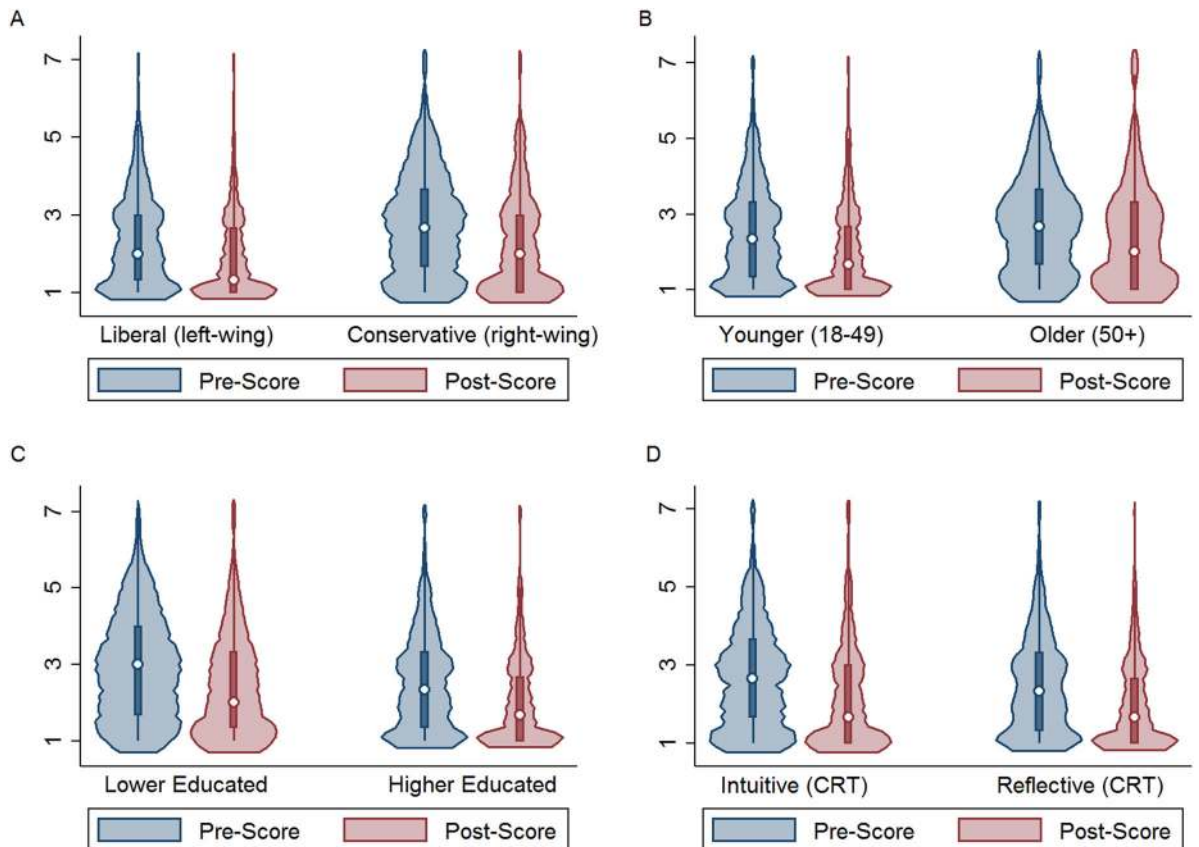 A
7
5
3
1
Liberal (left-wing) Conservative (right-wing)
Pre-Score Post-Score
B
7
5
3
1
Younger (18-49) Older (50+)
Pre-Score Post-Score
C
7
5
3
1
Lower Educated Higher Educated
Pre-Score Post-Score
D
7
5
3
1
Intuitive (CRT) Reflective (CRT)
Pre-Score Post-Score